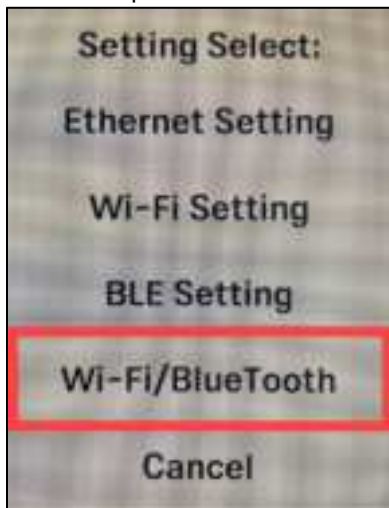 Setting Select:
Ethernet Setting
Wi-Fi Setting
BLE Setting
Wi-Fi/BlueTooth
Cancel